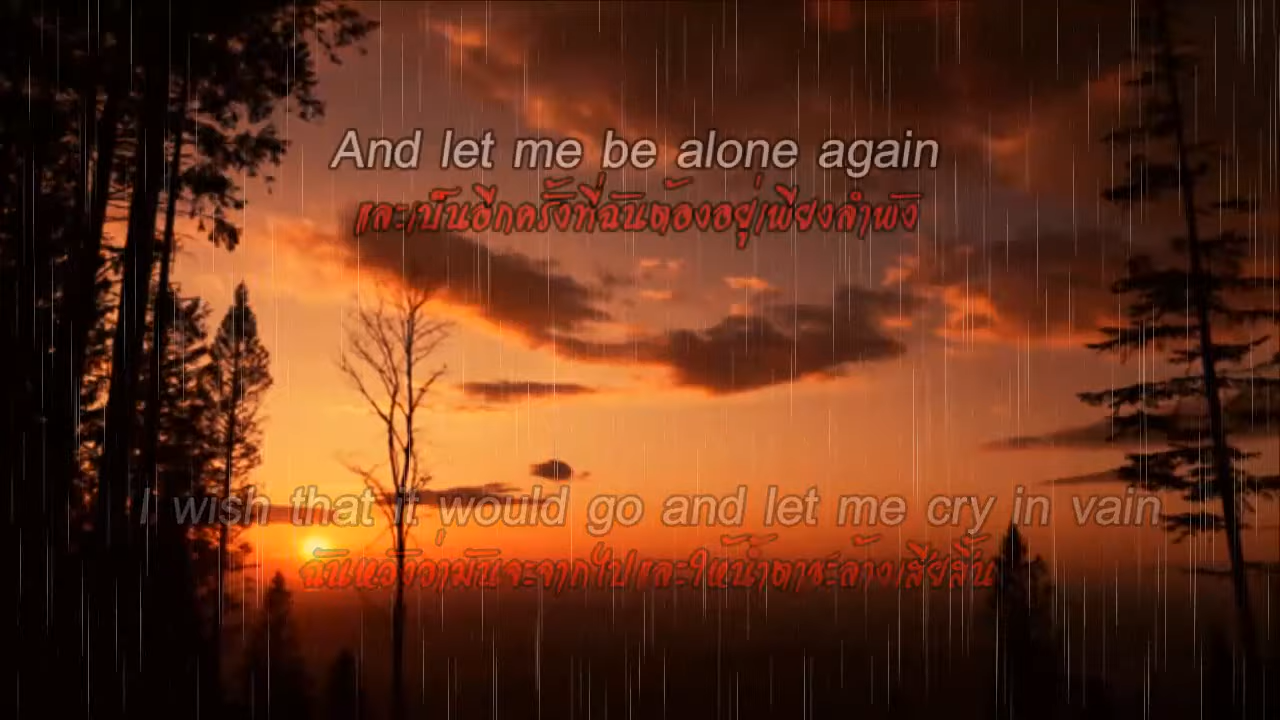 And let me be alone again
และเป็นอีกครั้งที่ฉันต้องอยู่เพียงลำพัง
I wish that it would go and let me cry in vain
ฉันหวังว่ามันจะจากไปและให้น้ำตาชะล้างเสียสิ้น